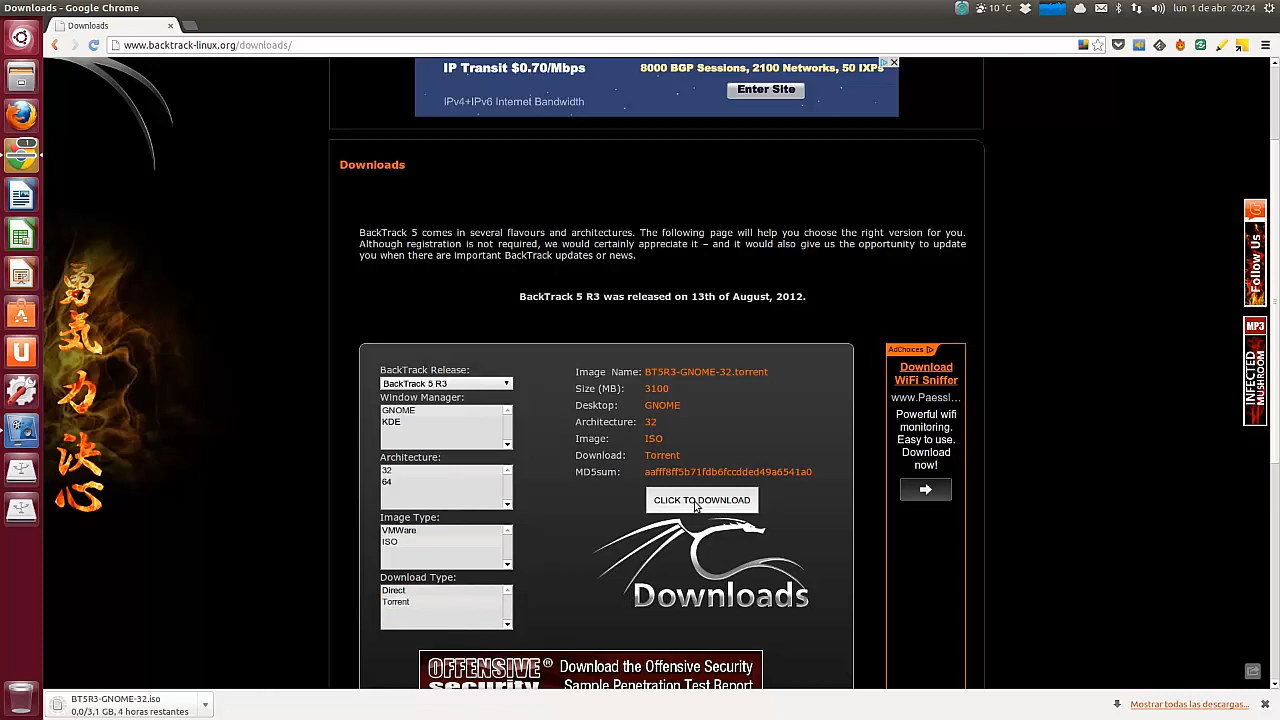 Downloads - Google Chrome
10 °C
lun 1 de abr
20:24
Downloads
www.backtrack-linux.org/downloads/
IP Transit $0.70/Mbps
8000 BGP Sessions, 2100 Networks, 50 IXPs
Enter Site
IPv4+IPv6 Internet Bandwidth
Downloads
BackTrack 5 comes in several flavours and architectures. The following page will help you choose the right version for you.
Although registration is not required, we would certainly appreciate it – and it would also give us the opportunity to update
you when there are important BackTrack updates or news.
BackTrack 5 R3 was released on 13th of August, 2012.
Follow Us
MP3
INFECTED
MUSHROOM
勇
気
力
決
心
BackTrack Release:
BackTrack 5 R3
Window Manager:
GNOME
KDE
Architecture:
32
64
Image Type:
VMWare
ISO
Download Type:
Direct
Torrent
Image Name: BT5R3-GNOME-32.torrent
Size (MB): 3100
Desktop: GNOME
Architecture: 32
Image: ISO
Download: Torrent
MD5sum: aafff8ff5b71fdb6fccdded49a6541a0
CLICK TO DOWNLOAD
Downloads
AdChoices
Download
WiFi Sniffer
www.Paessl...
Powerful wifi
monitoring.
Easy to use.
Download
now!
OFFENSIVE®
security
Download the Offensive Security
Sample Penetration Test Report
BT5R3-GNOME-32.iso
0,0/3,1 GB, 4 horas restantes
Mostrar todas las descargas...